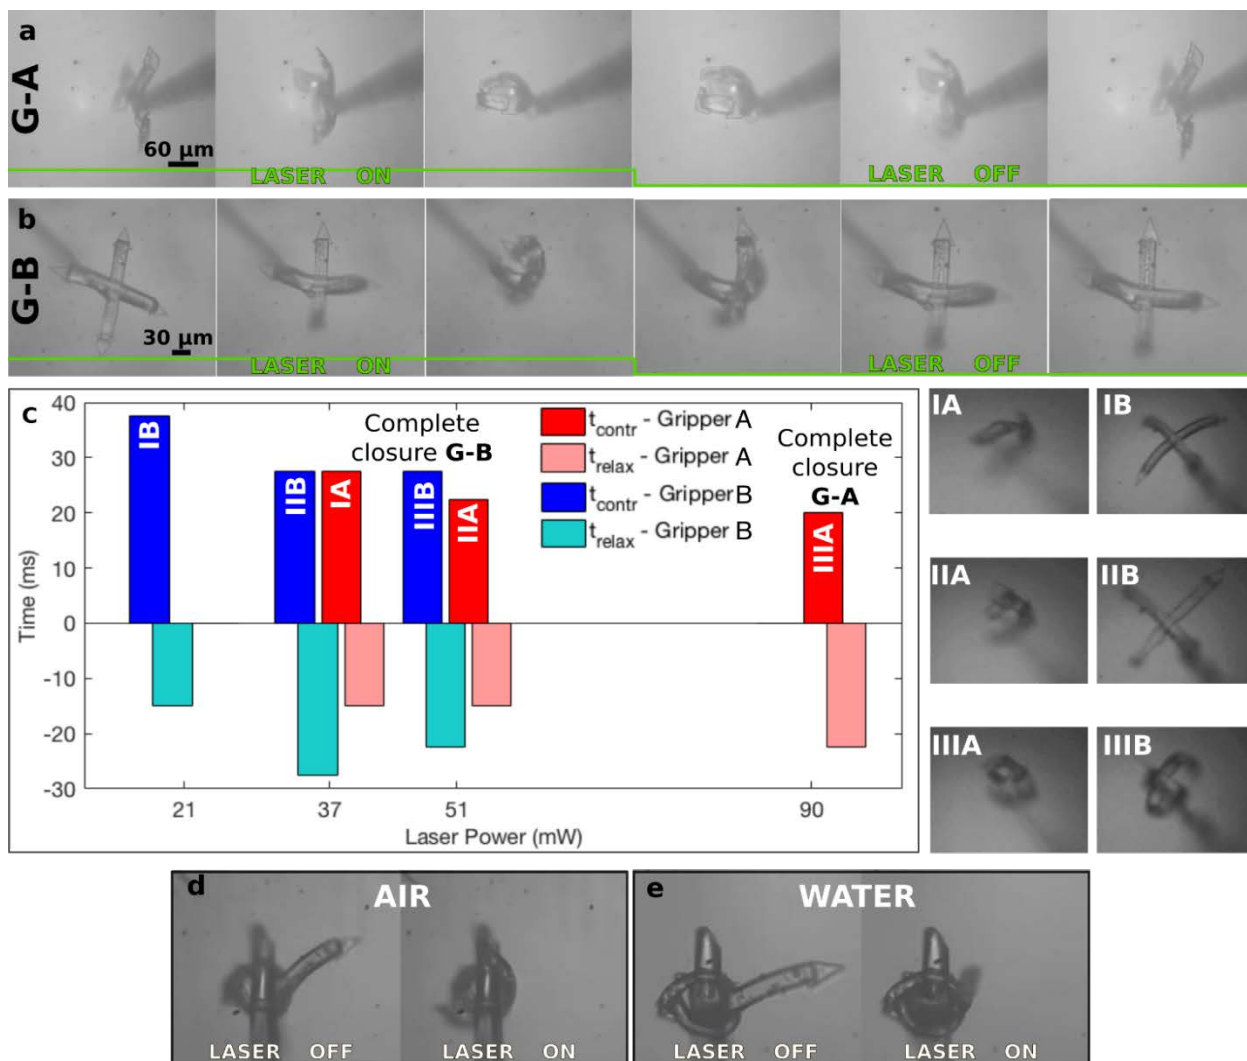 a
G-A
60 µm
LASER ON
LASER OFF
b
G-B
30 µm
LASER ON
LASER OFF
c
40
30
20
10
0
-10
-20
-30
Time (ms)
IB
IIB
IA
Complete
closure G-B
IIIB
IIA
t_contr - Gripper A
t_relax - Gripper A
t_contr - Gripper B
t_relax - Gripper B
Complete
closure
G-A
IIIA
21 37 51 90
Laser Power (mW)
IA
IB
IIA
IIB
IIIA
IIIB
d
AIR
LASER OFF
LASER ON
e
WATER
LASER OFF
LASER ON